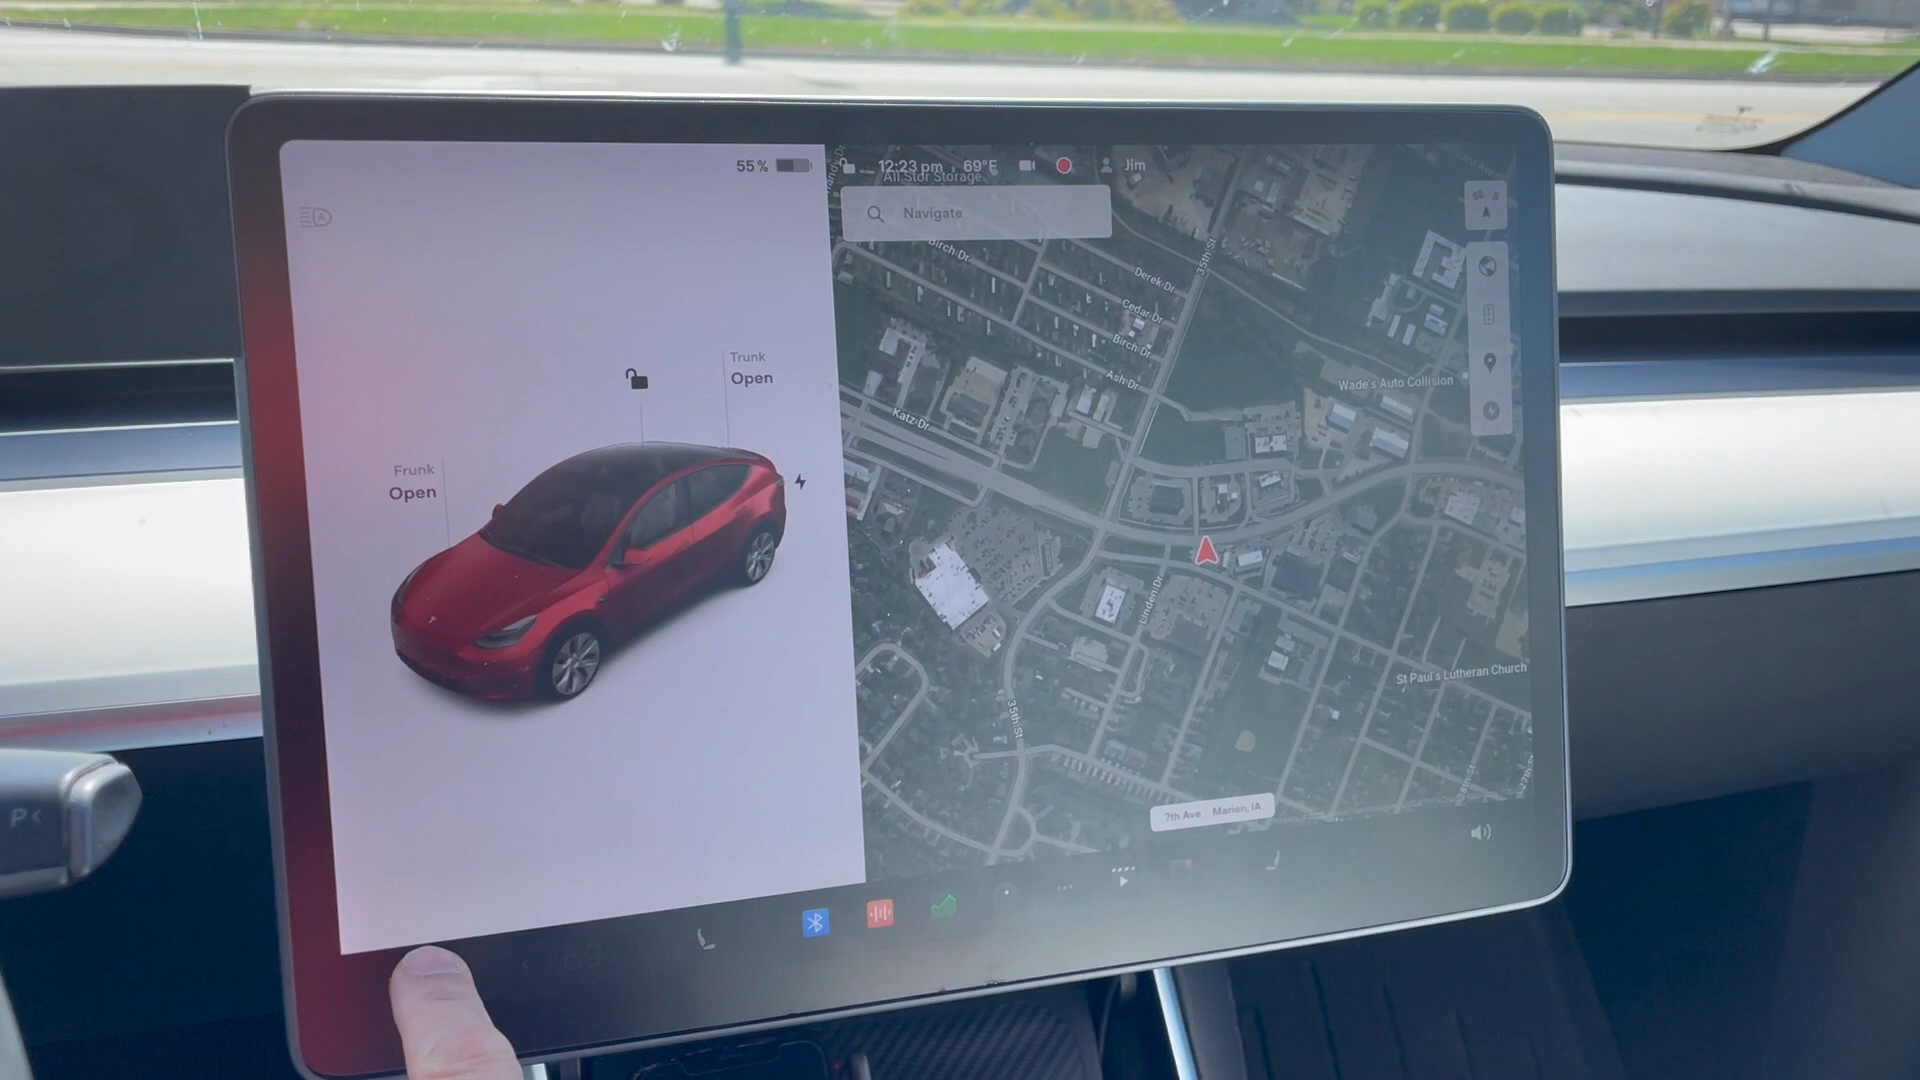 55%
12:23 pm
69°F
Jim
All Stor Storage
Navigate
SE
Birch Dr
35th St
Derek Dr
Cedar Dr
Birch Dr
Ash Dr
Trunk
Open
Wade's Auto Collision
Katz Dr
Frunk
Open
Linden Dr
St Paul's Lutheran Church
35th St
7th Ave Marion, IA
P<